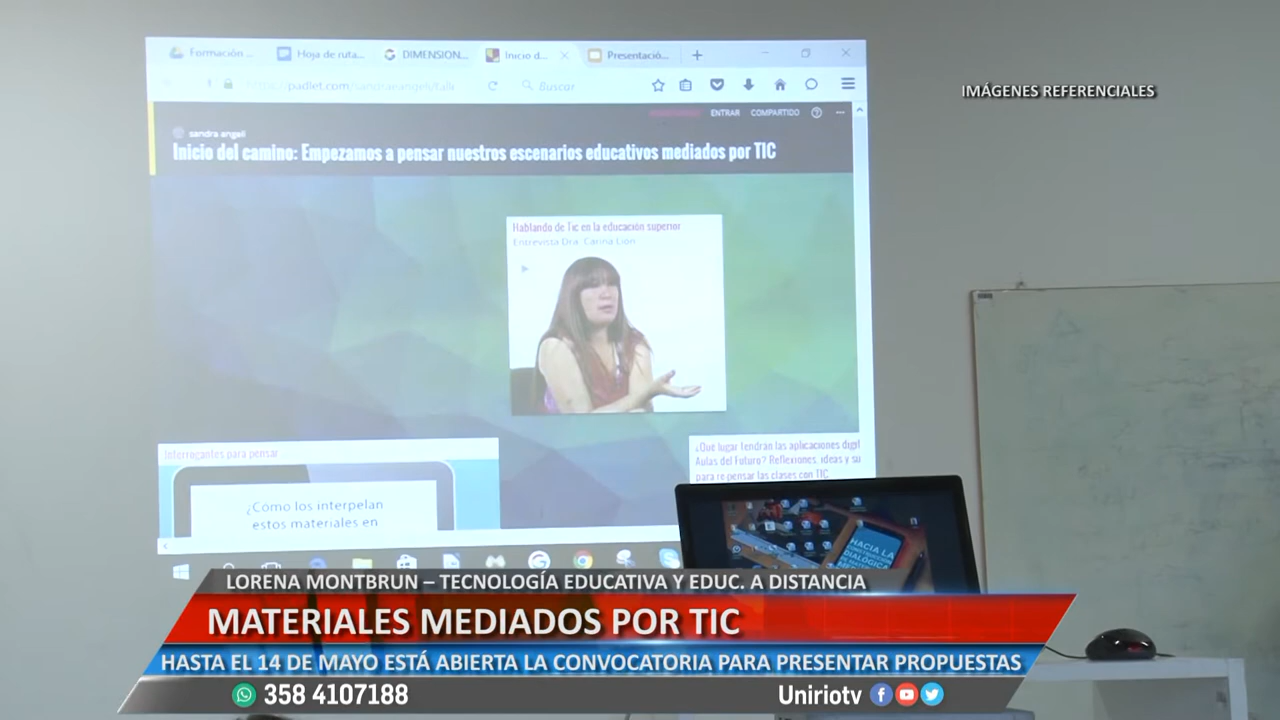 Formación ...
Hoja de ruta...
DIMENSION...
Inicio d...
Presentació...
Buscar
IMÁGENES REFERENCIALES
ENTRAR COMPARTIDO
sandra angeli
Inicio del camino: Empezamos a pensar nuestros escenarios educativos mediados por TIC
Hablando de Tic en la educación superior
Entrevista Dra. Carina Lion
Interrogantes para pensar...
¿Cómo los interpelan
estos materiales en
¿Qué lugar tendrán las aplicaciones digit
Aulas del Futuro? Reflexiones, ideas y su
para re-pensar las clases con TIC
HACIA LA
DIALÓGICA
LORENA MONTBRUN – TECNOLOGÍA EDUCATIVA Y EDUC. A DISTANCIA
MATERIALES MEDIADOS POR TIC
HASTA EL 14 DE MAYO ESTÁ ABIERTA LA CONVOCATORIA PARA PRESENTAR PROPUESTAS
358 4107188
Uniriotv